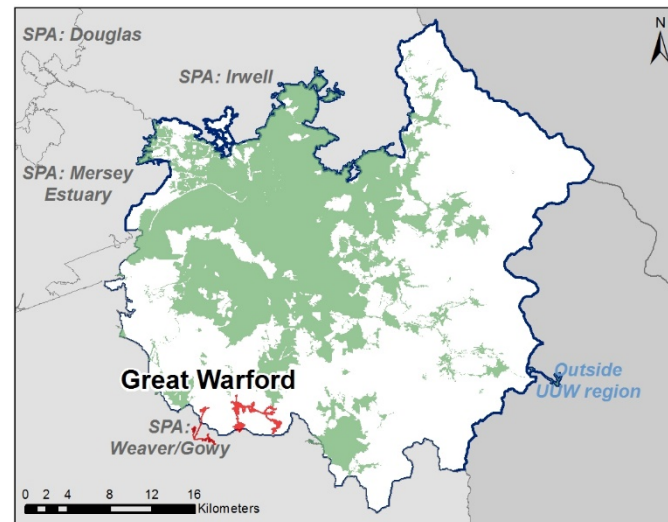 SPA: Douglas
N
SPA: Irwell
SPA: Mersey
Estuary
Great Warford
Outside
UUW region
SPA:
Weaver/Gowy
0 2 4 8 12 16
Kilometers